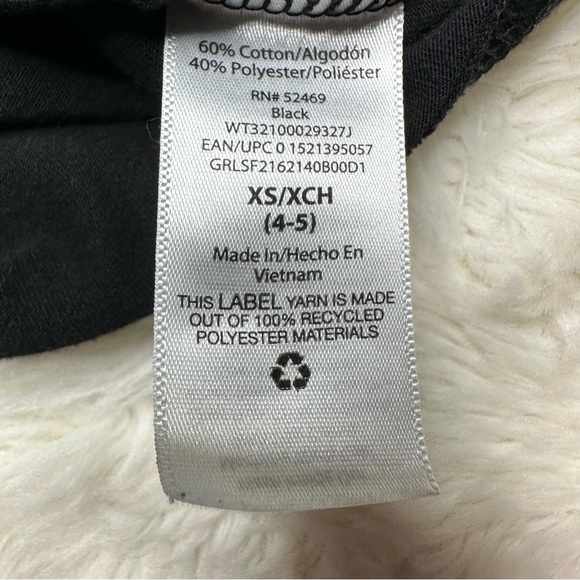 60% Cotton/Algodón
40% Polyester/Poliéster
RN# 52469
Black
WT32100029327J
EAN/UPC 0 1521395057
GRLSF2162140B00D1
XS/XCH
(4-5)
Made In/Hecho En
Vietnam
THIS LABEL YARN IS MADE
OUT OF 100% RECYCLED
POLYESTER MATERIALS